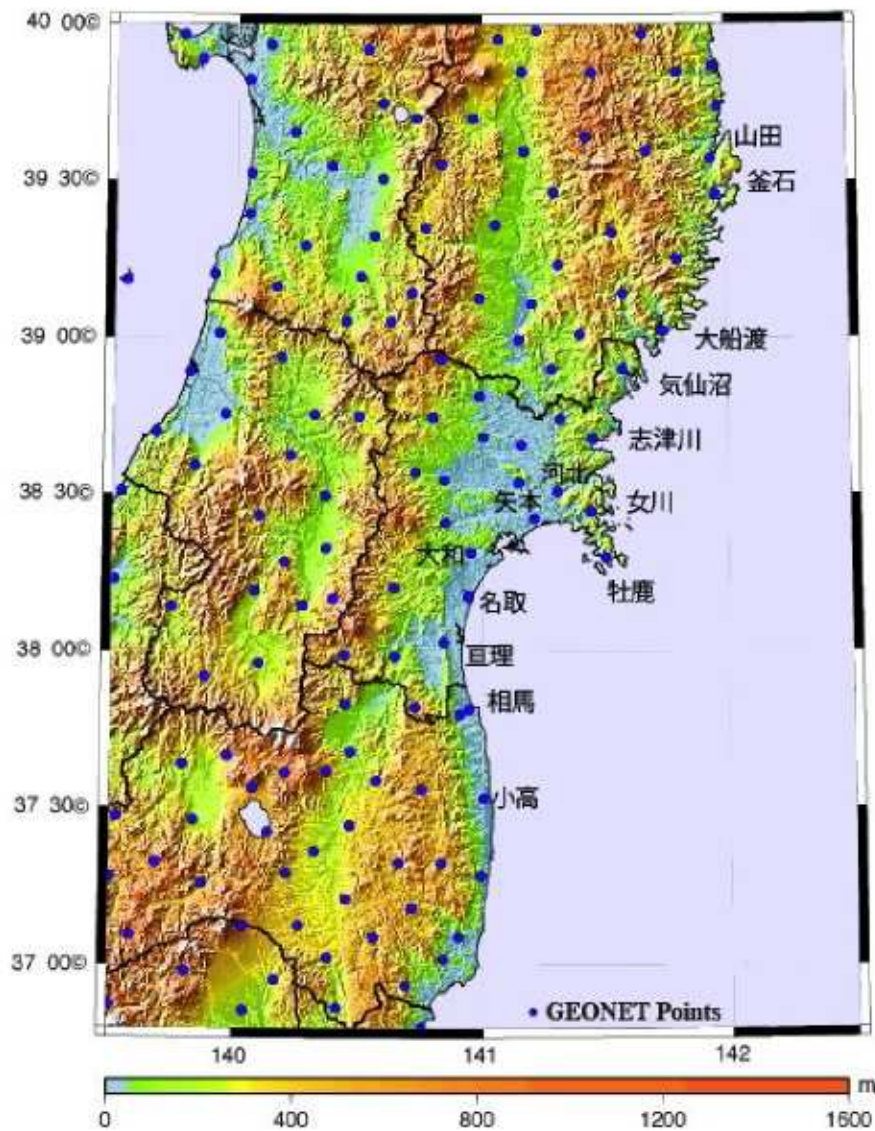 40 00©
山田
39 30©
釜石
39 00©
大船渡
気仙沼
志津川
河北
38 30©
矢本
女川
大和
牡鹿
名取
38 00©
亘理
相馬
37 30©
小高
37 00©
GEONET Points
140
141
142
m
0
400
800
1200
1600